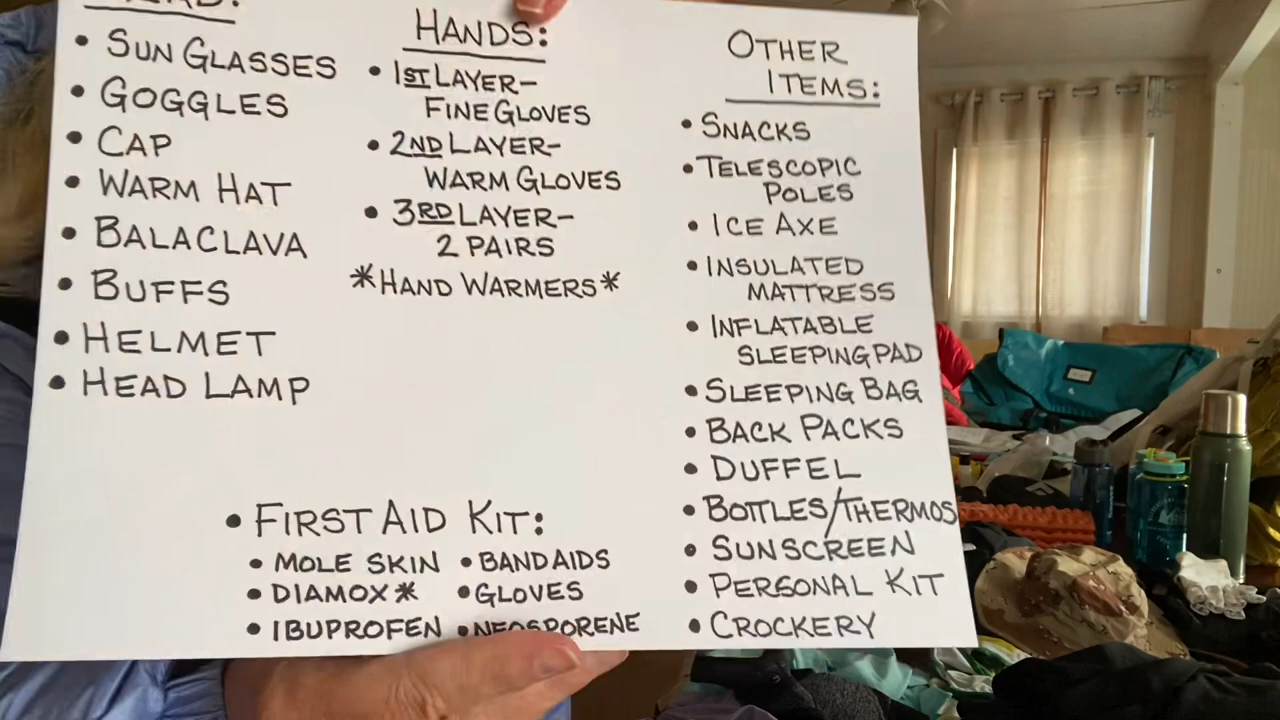 HEAD:
• SUN GLASSES
• GOGGLES
• CAP
• WARM HAT
• BALACLAVA
• BUFFS
• HELMET
• HEAD LAMP
HANDS:
• 1ST LAYER-
FINE GLOVES
• 2ND LAYER-
WARM GLOVES
• 3RD LAYER-
2 PAIRS
*HAND WARMERS*
OTHER
ITEMS:
• SNACKS
• TELESCOPIC
POLES
• ICE AXE
• INSULATED
MATTRESS
• INFLATABLE
SLEEPING PAD
• SLEEPING BAG
• BACK PACKS
• DUFFEL
• BOTTLES/THERMOS
• SUNSCREEN
• PERSONAL KIT
• CROCKERY
• FIRST AID KIT:
• MOLE SKIN
• DIAMOX*
• IBUPROFEN
• BANDAIDS
• GLOVES
• NEOSPORENE